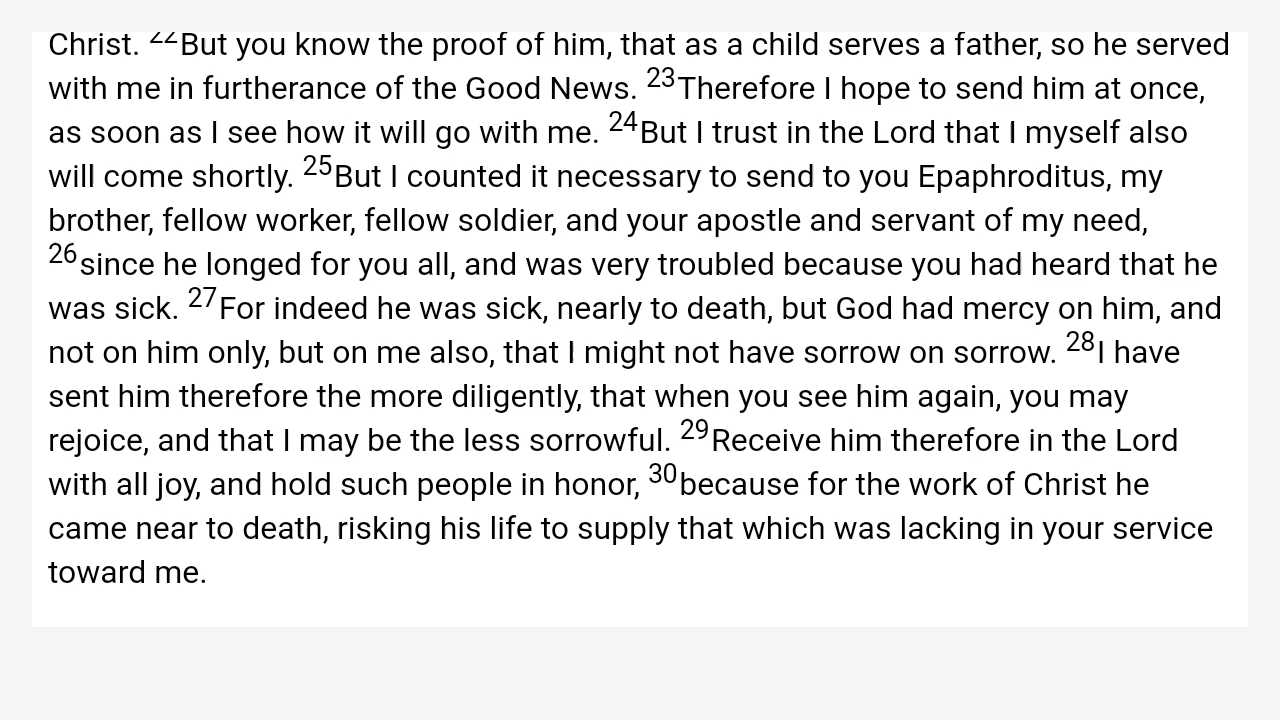 Christ. 22But you know the proof of him, that as a child serves a father, so he served
with me in furtherance of the Good News. 23Therefore I hope to send him at once,
as soon as I see how it will go with me. 24But I trust in the Lord that I myself also
will come shortly. 25But I counted it necessary to send to you Epaphroditus, my
brother, fellow worker, fellow soldier, and your apostle and servant of my need,
26since he longed for you all, and was very troubled because you had heard that he
was sick. 27For indeed he was sick, nearly to death, but God had mercy on him, and
not on him only, but on me also, that I might not have sorrow on sorrow. 28I have
sent him therefore the more diligently, that when you see him again, you may
rejoice, and that I may be the less sorrowful. 29Receive him therefore in the Lord
with all joy, and hold such people in honor, 30because for the work of Christ he
came near to death, risking his life to supply that which was lacking in your service
toward me.